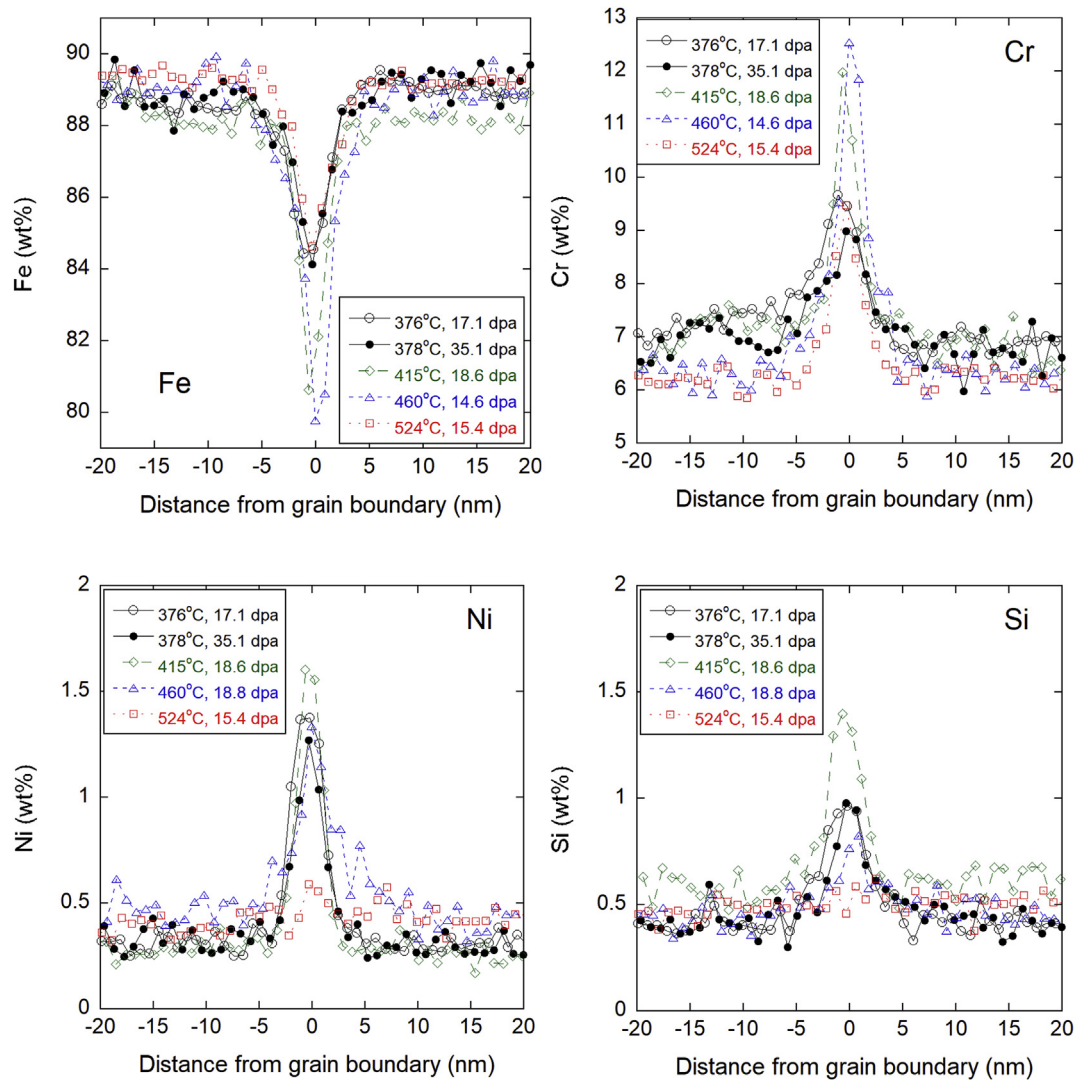 Fe (wt%)
90
88
86
84
82
80
Fe
376°C, 17.1 dpa
378°C, 35.1 dpa
415°C, 18.6 dpa
460°C, 14.6 dpa
524°C, 15.4 dpa
-20 -15 -10 -5 0 5 10 15 20
Distance from grain boundary (nm)
Cr (wt%)
13
12
11
10
9
8
7
6
5
376°C, 17.1 dpa
378°C, 35.1 dpa
415°C, 18.6 dpa
460°C, 14.6 dpa
524°C, 15.4 dpa
Cr
-20 -15 -10 -5 0 5 10 15 20
Distance from grain boundary (nm)
Ni (wt%)
2
1.5
1
0.5
0
376°C, 17.1 dpa
378°C, 35.1 dpa
415°C, 18.6 dpa
460°C, 18.8 dpa
524°C, 15.4 dpa
Ni
-20 -15 -10 -5 0 5 10 15 20
Distance from grain boundary (nm)
Si (wt%)
2
1.5
1
0.5
0
376°C, 17.1 dpa
378°C, 35.1 dpa
415°C, 18.6 dpa
460°C, 18.8 dpa
524°C, 15.4 dpa
Si
-20 -15 -10 -5 0 5 10 15 20
Distance from grain boundary (nm)